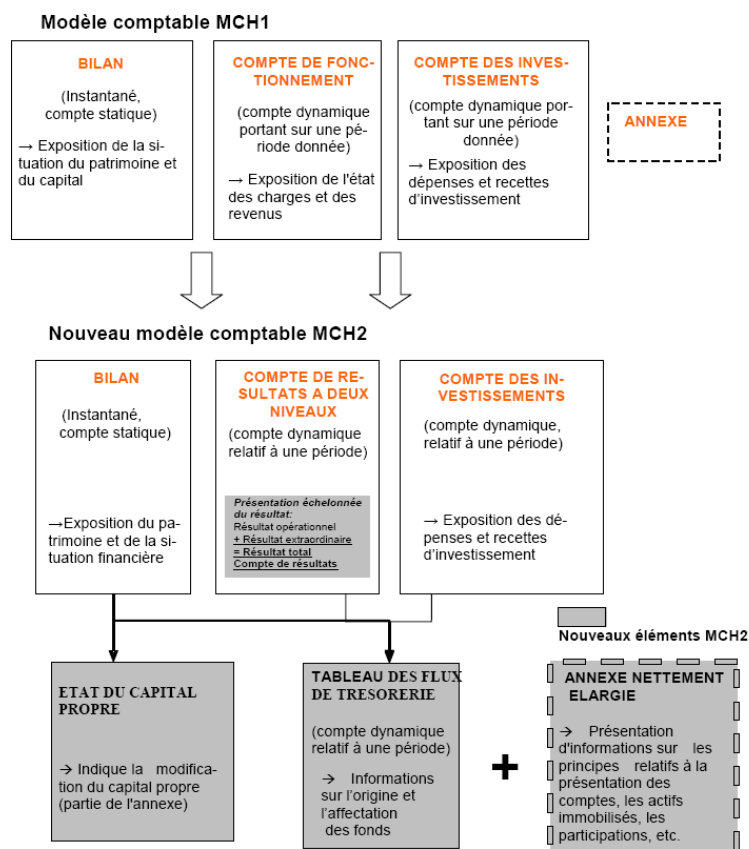 Modèle comptable MCH1
BILAN
(Instantané,
compte statique)
→ Exposition de la si-
tuation du patrimoine et
du capital
COMPTE DE FONC-
TIONNEMENT
(compte dynamique
portant sur une pé-
riode donnée)
→ Exposition de l'état
des charges et des
revenus
COMPTE DES INVES-
TISSEMENTS
(compte dynamique por-
tant sur une période
donnée)
→ Exposition des
dépenses et recettes
d'investissement
ANNEXE
Nouveau modèle comptable MCH2
BILAN
(Instantané,
compte statique)
→Exposition du pa-
trimoine et de la si-
tuation financière
COMPTE DE RE-
SULTATS A DEUX
NIVEAUX
(compte dynamique
relatif à une période)
Présentation échelonnée
du résultat:
Résultat opérationnel
+ Résultat extraordinaire
= Résultat total
Compte de résultats
COMPTE DES IN-
VESTISSEMENTS
(compte dynamique,
relatif à une période)
→ Exposition des dé-
penses et recettes
d'investissement
Nouveaux éléments MCH2
ETAT DU CAPITAL
PROPRE
→ Indique la modifica-
tion du capital propre
(partie de l'annexe)
TABLEAU DES FLUX
DE TRESORERIE
(compte dynamique
relatif à une période)
→ Informations
sur l'origine et
l'affectation
des fonds
+
ANNEXE NETTEMENT
ELARGIE
→ Présentation
d'informations sur les
principes relatifs à la
présentation des
comptes, les actifs
immobilisés, les
participations, etc.